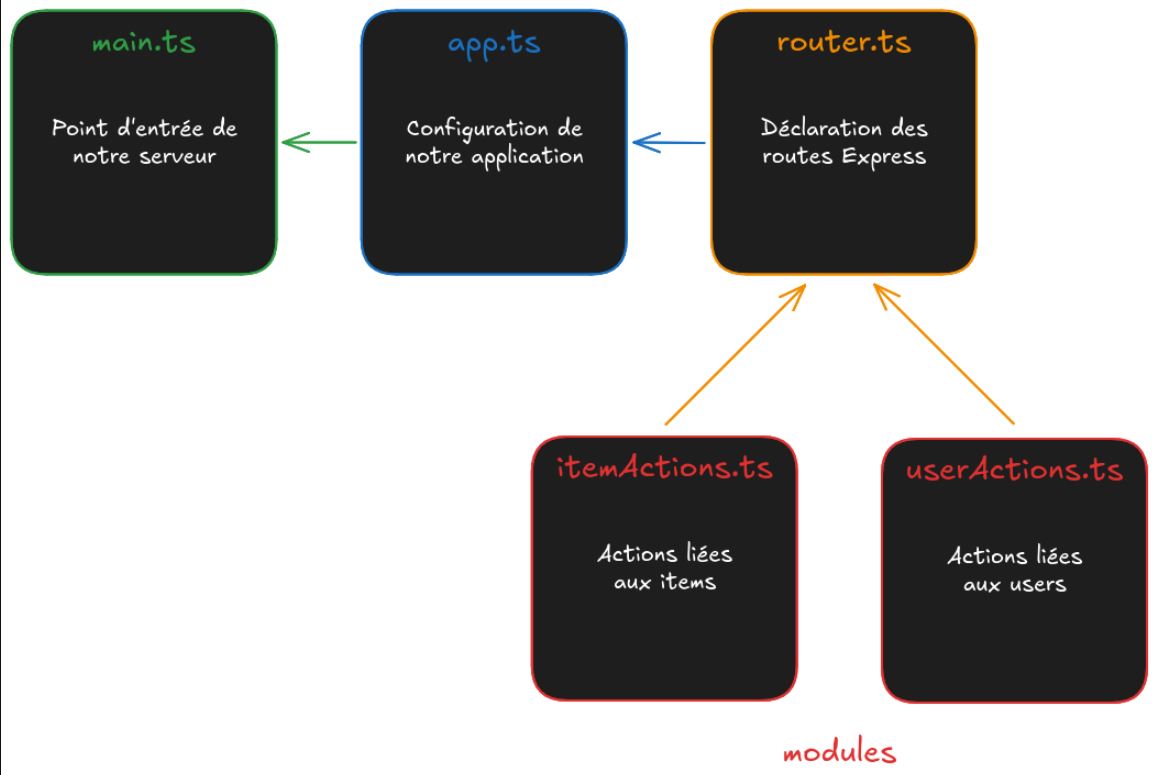 main.ts
Point d'entrée de
notre serveur
app.ts
Configuration de
notre application
router.ts
Déclaration des
routes Express
itemActions.ts
Actions liées
aux items
userActions.ts
Actions liées
aux users
modules